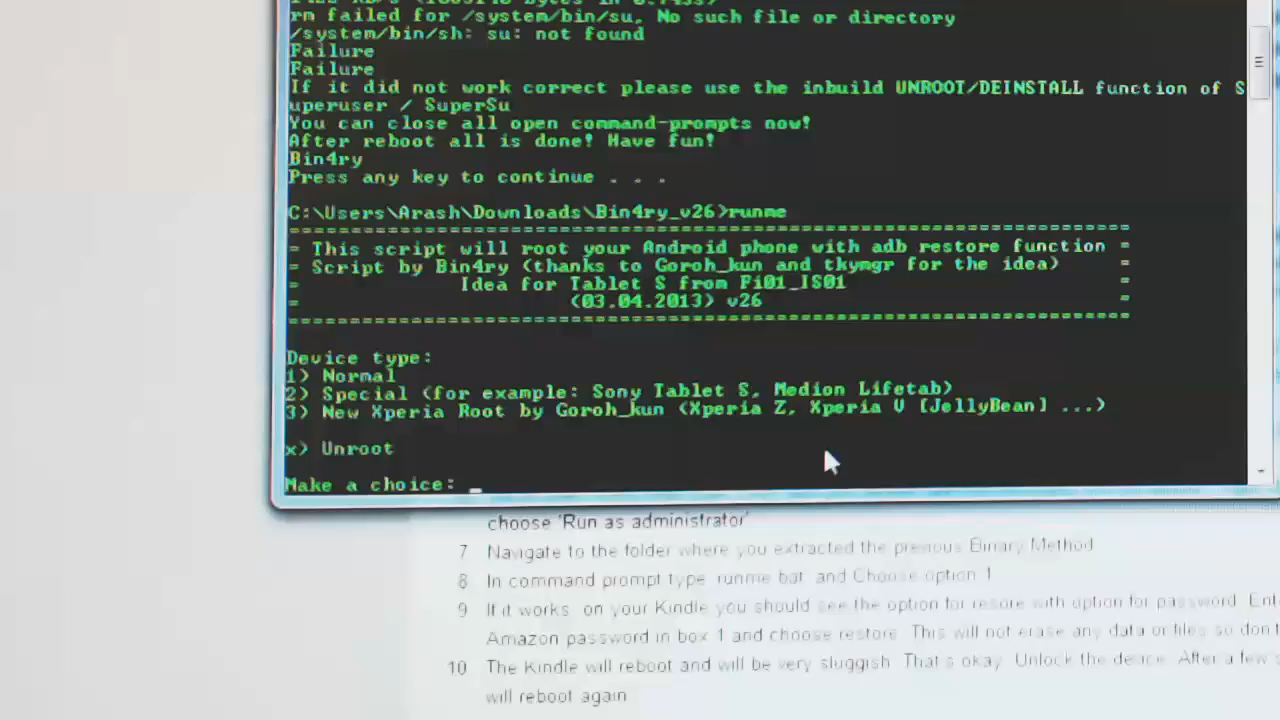 rm failed for /system/bin/su, No such file or directory
/system/bin/sh: su: not found
Failure
Failure
If it did not work correct please use the inbuild UNROOT/DEINSTALL function of S
uperuser / SuperSu
You can close all open command-prompts now!
After reboot all is done! Have fun!
Bin4ry
Press any key to continue . . .
C:\Users\Arash\Downloads\Bin4ry_v26>runme
======================================================================
= This script will root your Android phone with adb restore function =
= Script by Bin4ry (thanks to Goroh_kun and tkymgr for the idea) =
= Idea for Tablet S from Fi01_IS01 =
= (03.04.2013) v26 =
======================================================================
Device type:
1) Normal
2) Special (for example: Sony Tablet S, Medion Lifetab)
3) New Xperia Root by Goroh_kun (Xperia Z, Xperia V [JellyBean] ...)
x) Unroot
Make a choice: _
choose 'Run as administrator'
7 Navigate to the folder where you extracted the previous Binary Method
8 In command prompt type runme bat and Choose option 1
9 If it works on your Kindle you should see the option for resore with option for password. Ent
Amazon password in box 1 and choose restore. This will not erase any data or files so don t
10 The Kindle will reboot and will be very sluggish. That's okay. Unlock the device. After a few
will reboot again